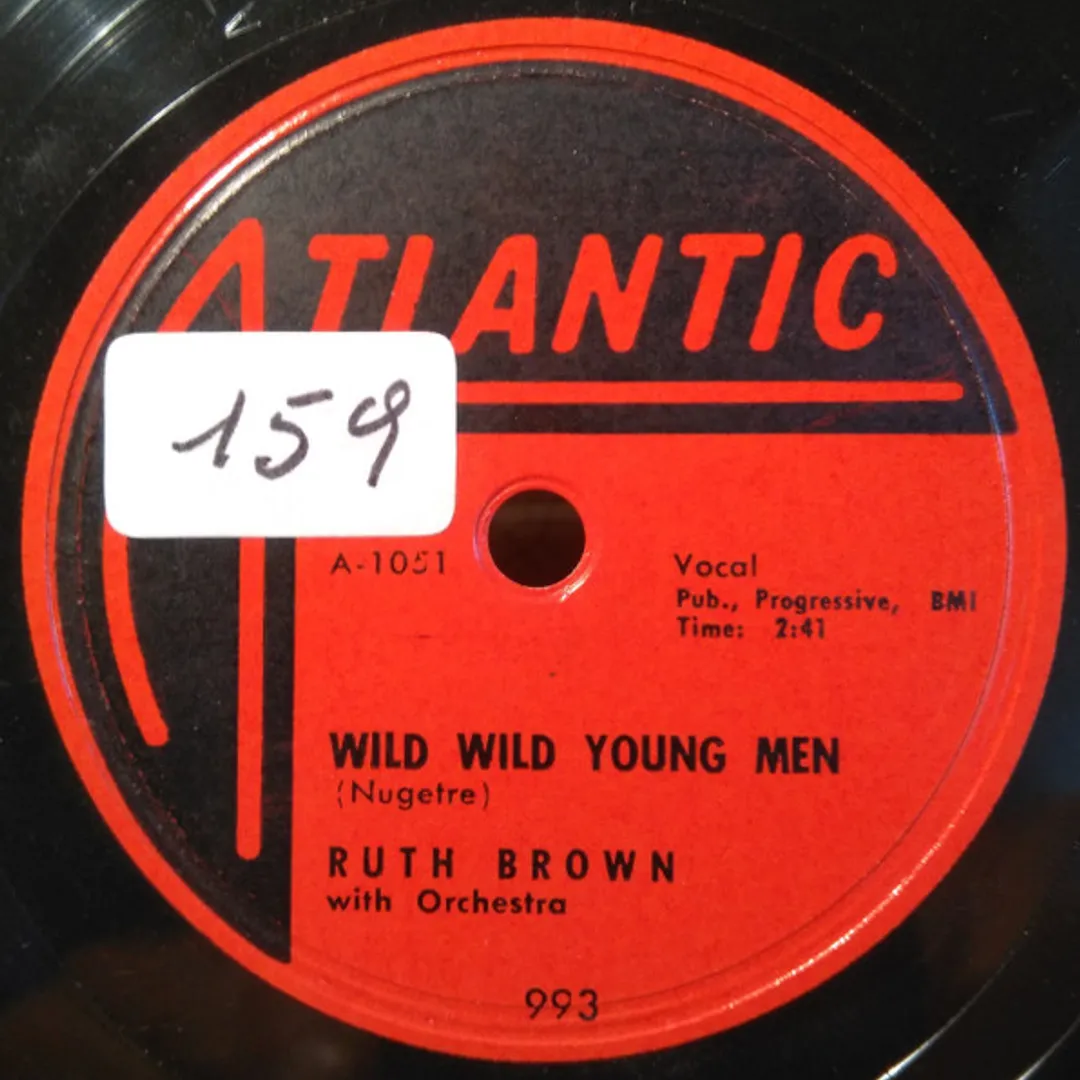 ATLANTIC
159
A-1051
Vocal
Pub., Progressive, BMI
Time: 2:41
WILD WILD YOUNG MEN
(Nugetre)
RUTH BROWN
with Orchestra
993